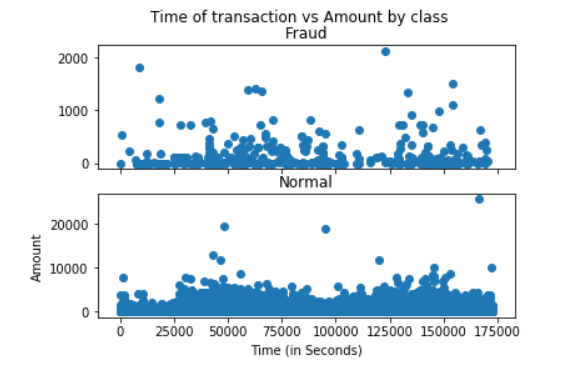 Time of transaction vs Amount by class
Fraud
2000
1000
0
Normal
20000
10000
0
Amount
0 25000 50000 75000 100000 125000 150000 175000
Time (in Seconds)